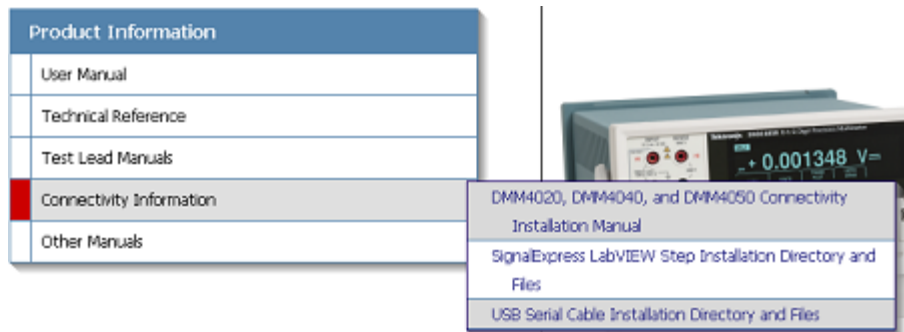 Product Information
User Manual
Technical Reference
Test Lead Manuals
Connectivity Information
Other Manuals
Tektronix
+ 0.001348 V
DMM4020, DMM4040, and DMM4050 Connectivity
Installation Manual
SignalExpress LabVIEW Step Installation Directory and
Files
USB Serial Cable Installation Directory and Files